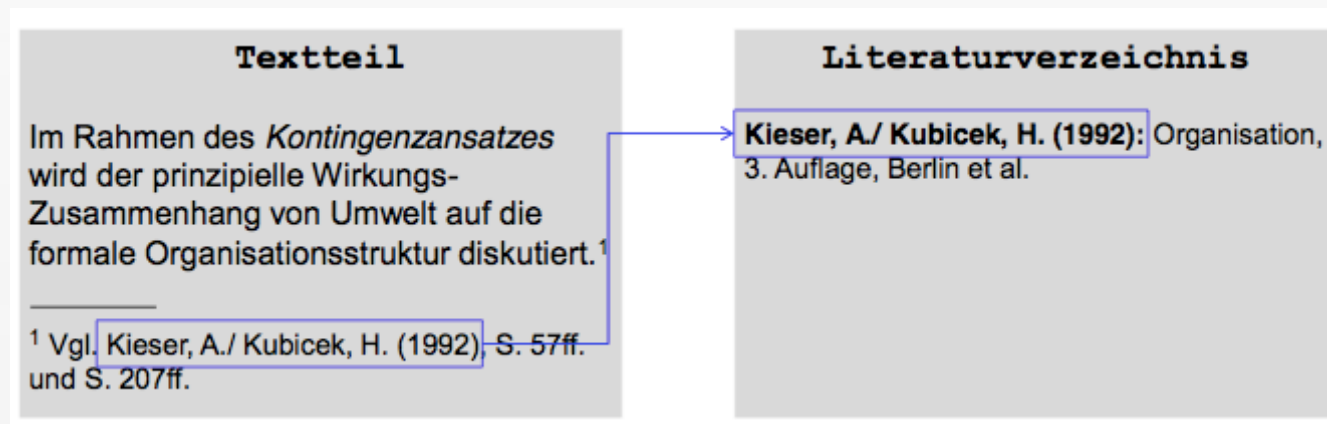 Textteil
Im Rahmen des Kontingenzansatzes
wird der prinzipielle Wirkungs-
Zusammenhang von Umwelt auf die
formale Organisationsstruktur diskutiert.¹
¹ Vgl. Kieser, A./ Kubicek, H. (1992), S. 57ff.
und S. 207ff.
Literaturverzeichnis
Kieser, A./ Kubicek, H. (1992): Organisation,
3. Auflage, Berlin et al.